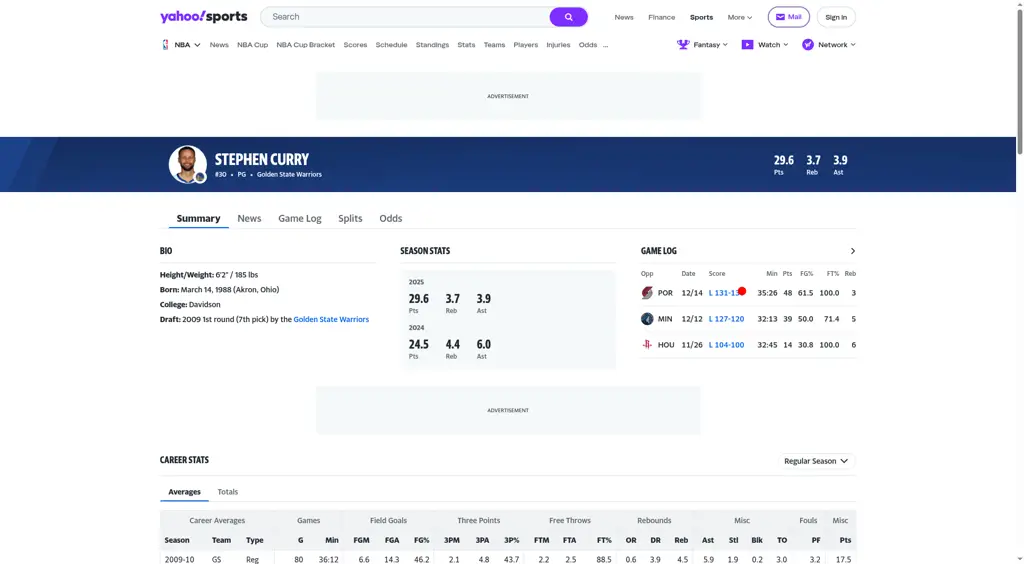 yahoo!sports Search News Finance Sports More Mail Sign in
NBA News NBA Cup NBA Cup Bracket Scores Schedule Standings Stats Teams Players Injuries Odds ... Fantasy Watch Network
ADVERTISEMENT
STEPHEN CURRY
#30 • PG • Golden State Warriors
29.6 3.7 3.9
Pts Reb Ast
Summary News Game Log Splits Odds
BIO
Height/Weight: 6'2" / 185 lbs
Born: March 14, 1988 (Akron, Ohio)
College: Davidson
Draft: 2009 1st round (7th pick) by the Golden State Warriors
SEASON STATS
2025
29.6 3.7 3.9
Pts Reb Ast
2024
24.5 4.4 6.0
Pts Reb Ast
GAME LOG
Opp Date Score Min Pts FG% FT% Reb
POR 12/14 L 35:26 48 61.5 100.0 3
MIN 12/12 L 127-120 32:13 39 50.0 71.4 5
HOU 11/26 L 104-100 32:45 14 30.8 100.0 6
ADVERTISEMENT
CAREER STATS
Regular Season
Averages Totals
Career Averages Games Field Goals Three Points Free Throws Rebounds Misc Fouls Misc
Season Team Type G Min FGM FGA FG% 3PM 3PA 3P% FTM FTA FT% OR DR Reb Ast Stl Blk TO PF Pts
2009-10 GS Reg 80 36:12 6.6 14.3 46.2 2.1 4.8 43.7 2.2 2.5 88.5 0.6 3.9 4.5 5.9 1.9 0.2 3.0 3.2 17.5